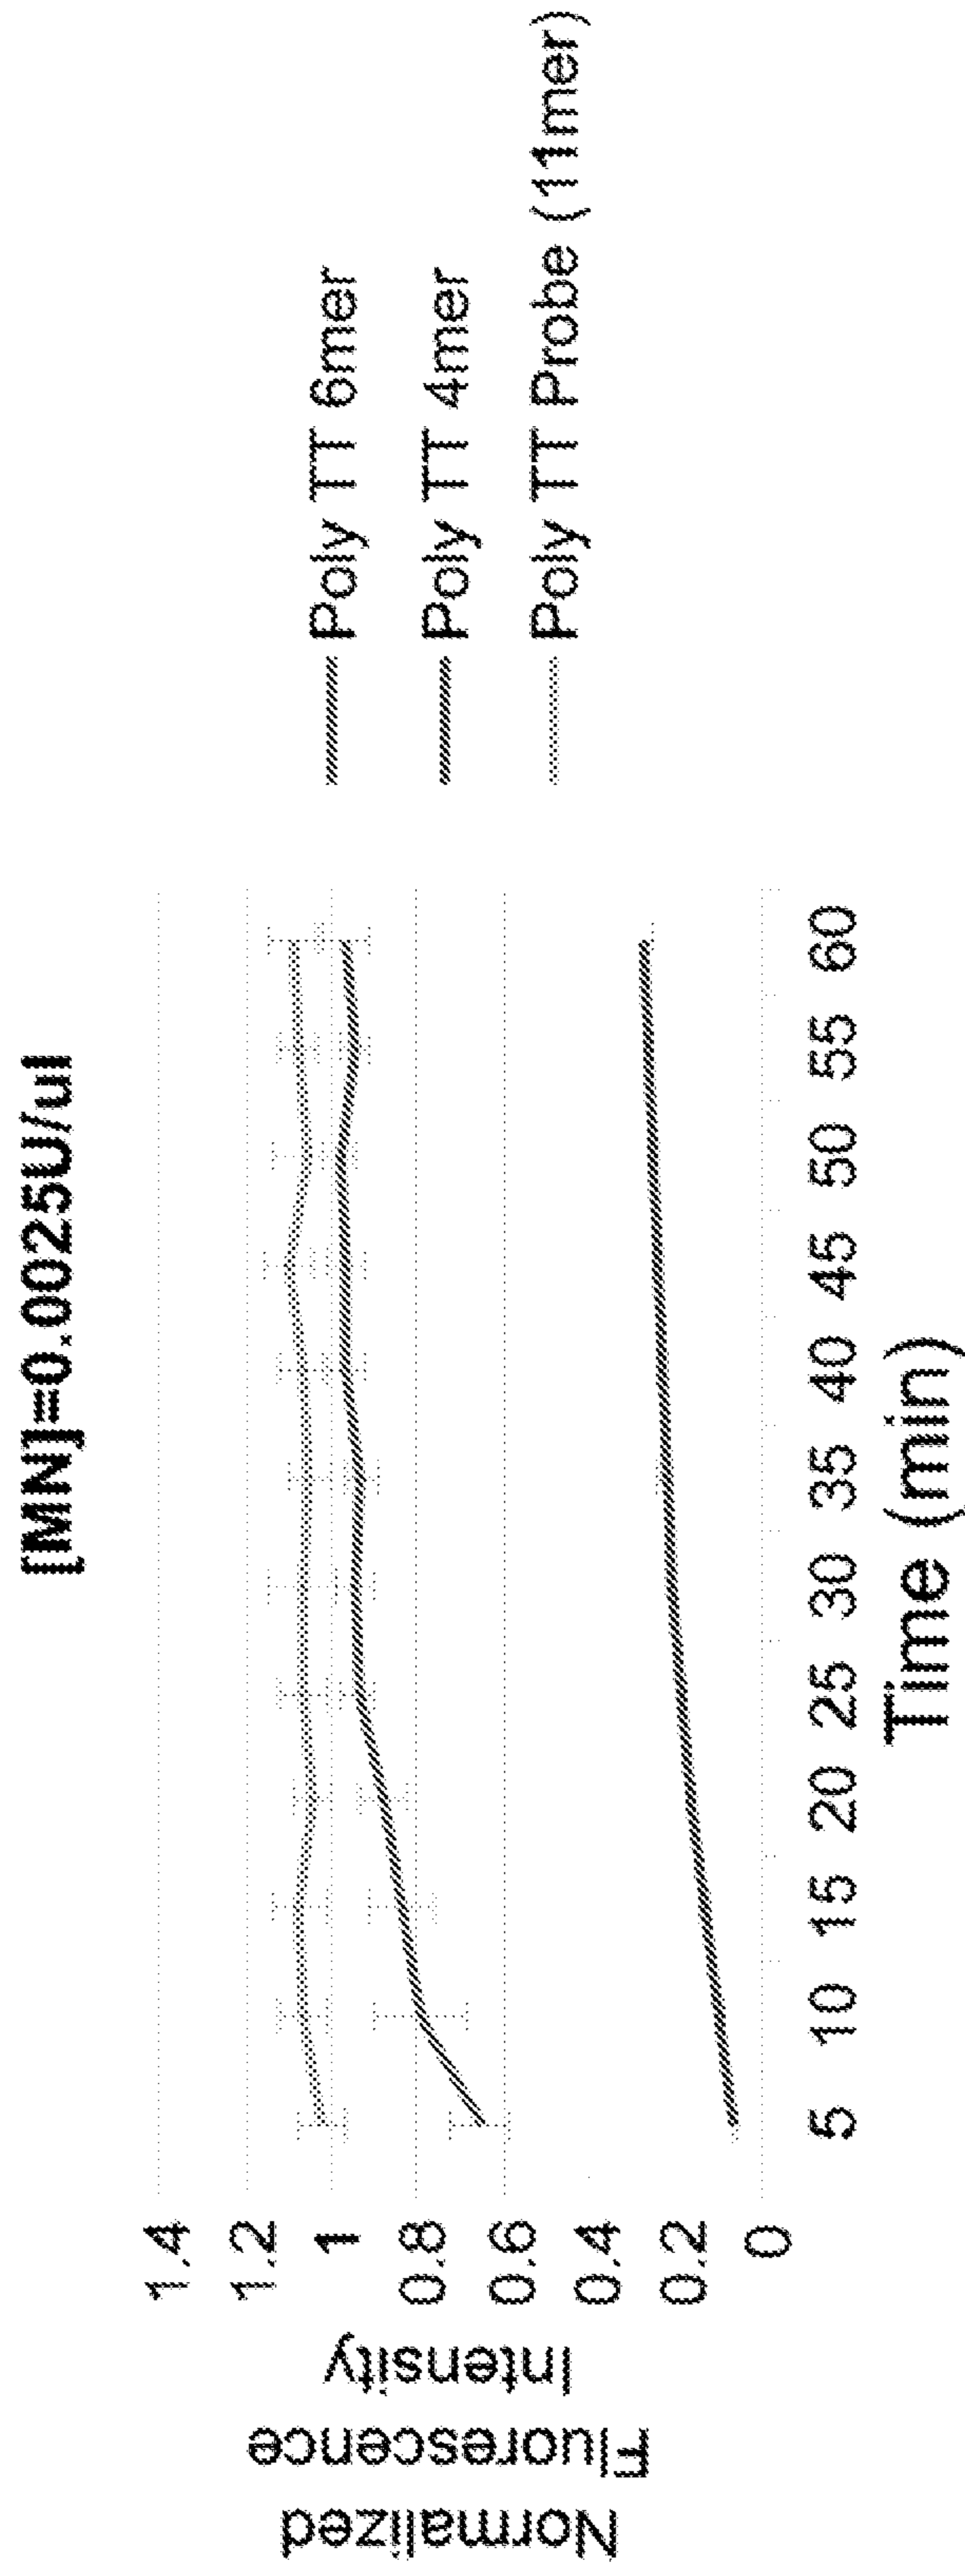 [MN]=0.0025U/ul
Normalized
Fluorescence
Intensity
1.4
1.2
1
0.8
0.6
0.4
0.2
0
5 10 15 20 25 30 35 40 45 50 55 60
Time (min)
Poly TT 6mer
Poly TT 4mer
Poly TT Probe (11mer)